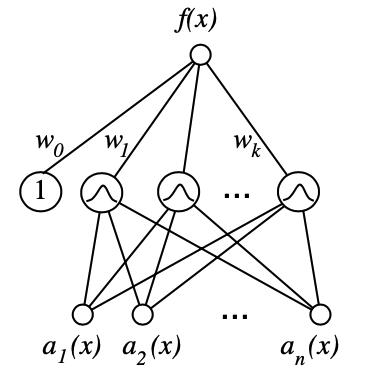 f(x)
w0 w1 wk
1 ...
...
a1(x) a2(x) an(x)